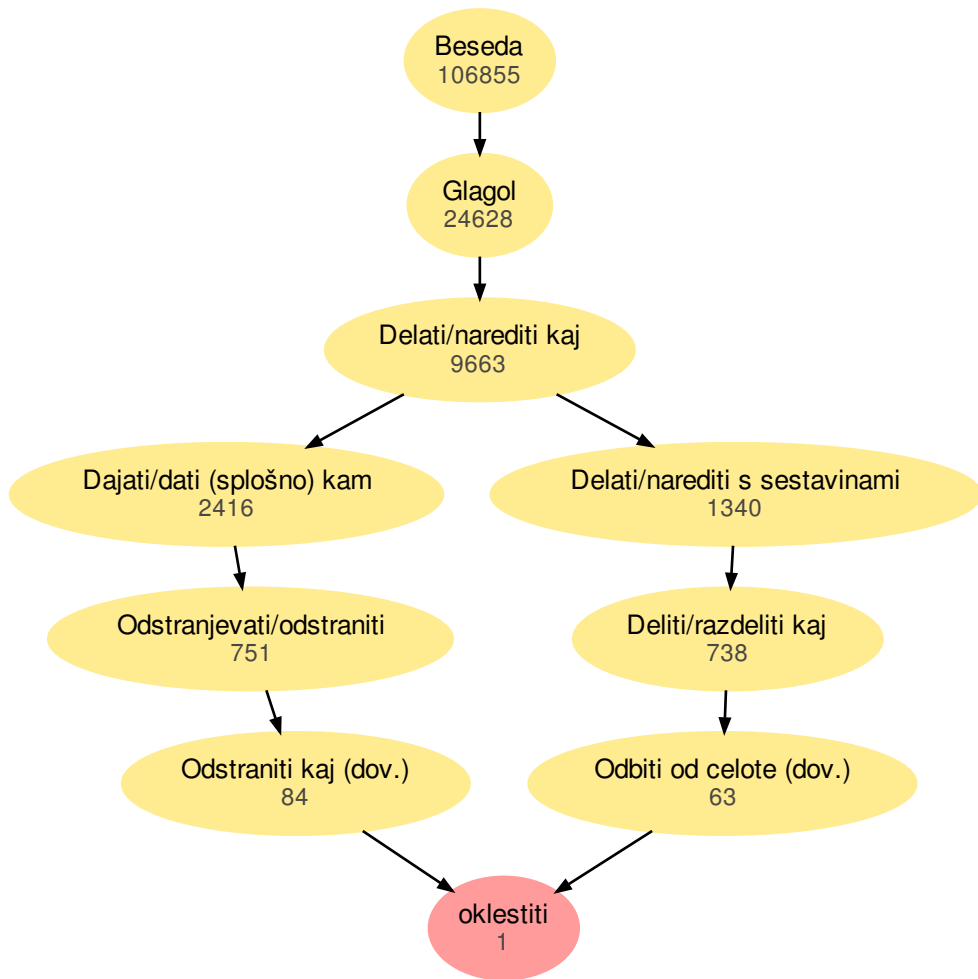 Beseda
106855
Glagol
24628
Delati/narediti kaj
9663
Dajati/dati (splošno) kam
2416
Delati/narediti s sestavinami
1340
Odstranjevati/odstraniti
751
Deliti/razdeliti kaj
738
Odstraniti kaj (dov.)
84
Odbiti od celote (dov.)
63
oklestiti
1